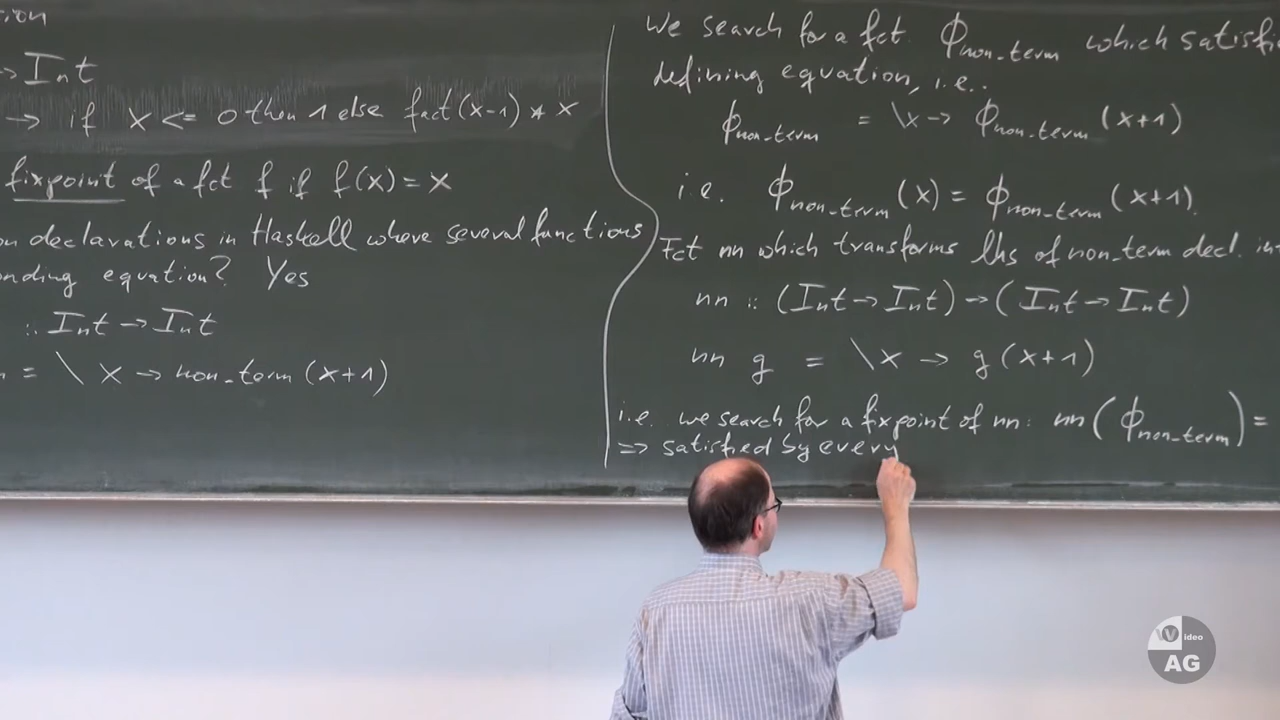 tion
→ Int
→ if x <= 0 then 1 else fact(x-1) * x
fixpoint of a fct f if f(x) = x
on declarations in Haskell where several functions
onding equation? Yes
:: Int → Int
n = \ x → non_term (x+1)
We search for a fct. ϕnon_term which satisfi
defining equation, i.e..
ϕnon_term = \x → ϕnon_term (x+1)
i.e. ϕnon_term (x) = ϕnon_term (x+1).
Fct nn which transforms lhs of non_term decl. in
nn :: (Int → Int) → (Int → Int)
nn g = \x → g(x+1)
i.e. we search for a fixpoint of nn: nn(ϕnon_term) =
=> satisfied by every
Video
AG